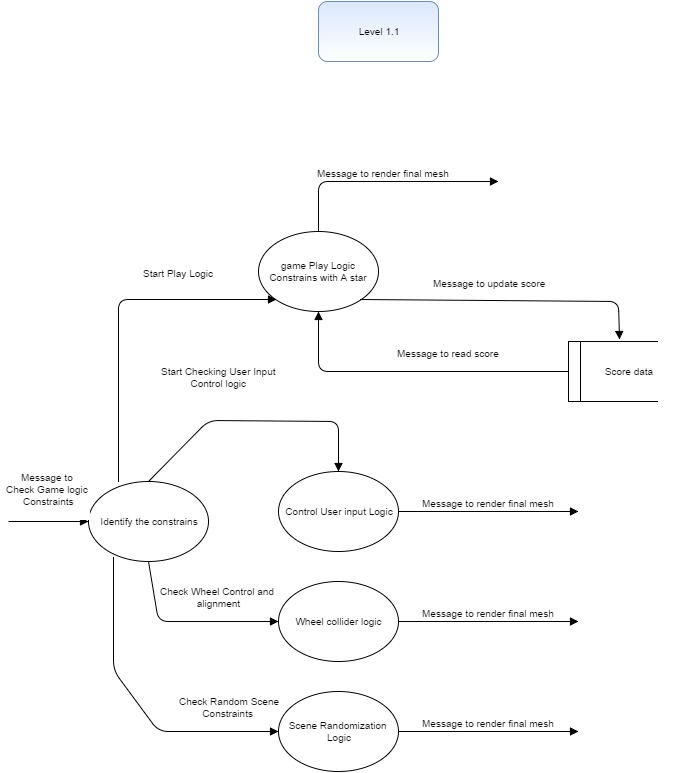 Level 1.1
Message to render final mesh
game Play Logic
Constrains with A star
Start Play Logic
Message to update score
Message to read score
Score data
Start Checking User Input
Control logic
Message to
Check Game logic
Constraints
Identify the constrains
Control User input Logic
Message to render final mesh
Check Wheel Control and
alignment
Wheel collider logic
Message to render final mesh
Check Random Scene
Constraints
Scene Randomization
Logic
Message to render final mesh